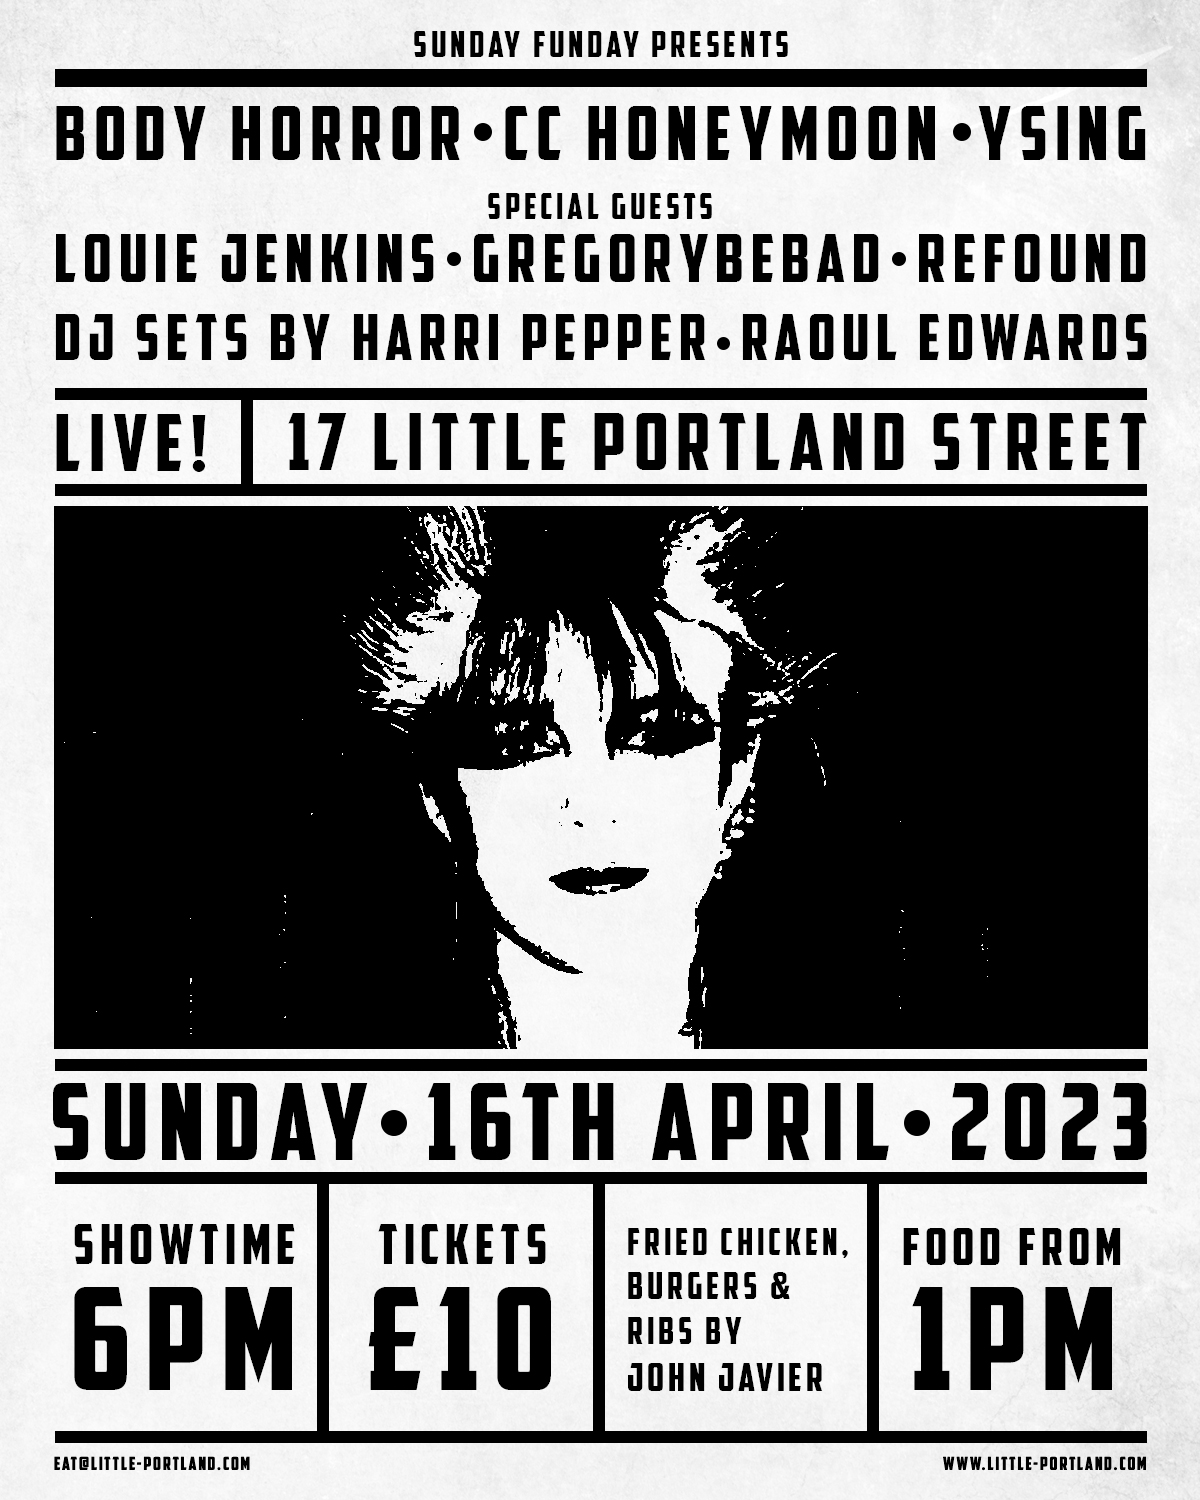 SUNDAY FUNDAY PRESENTS
BODY HORROR•CC HONEYMOON•YSING
SPECIAL GUESTS
LOUIE JENKINS•GREGORYBEBAD•REFOUND
DJ SETS BY HARRI PEPPER•RAOUL EDWARDS
LIVE! 17 LITTLE PORTLAND STREET
SUNDAY•16TH APRIL•2023
SHOWTIME
6PM
TICKETS
£10
FRIED CHICKEN,
BURGERS &
RIBS BY
JOHN JAVIER
FOOD FROM
1PM
EAT@LITTLE-PORTLAND.COM
WWW.LITTLE-PORTLAND.COM